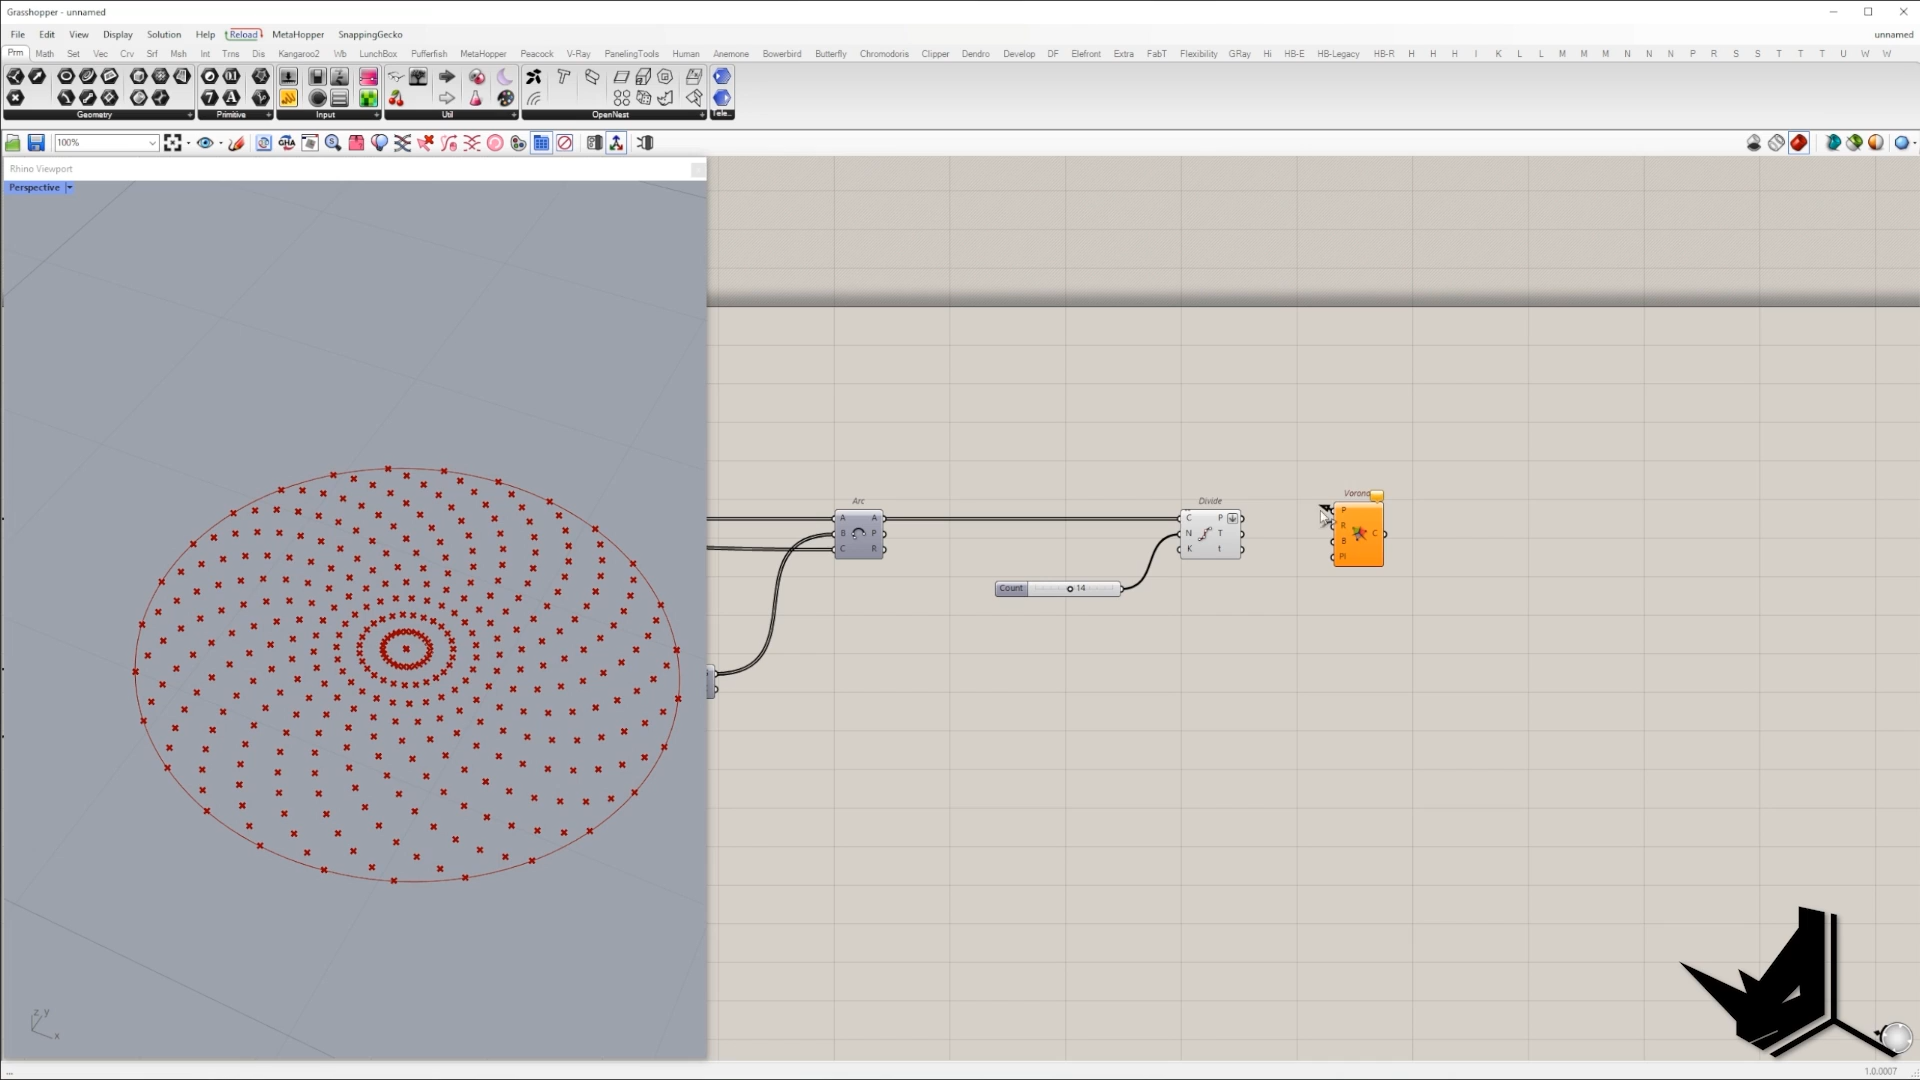 Grasshopper - unnamed
File Edit View Display Solution Help Reload MetaHopper SnappingGecko unnamed
Prm Math Set Vec Crv Srf Msh Int Trns Dis Kangaroo2 Wb LunchBox Pufferfish MetaHopper Peacock V-Ray PanelingTools Human Anemone Bowerbird Butterfly Chromodoris Clipper Dendro Develop DF Elefront Extra FabT Flexibility GRay Hi HB-E HB-Legacy HB-R H H H I K L L M M M N N N P R S S T T T U W W
Geometry + Primitive + Input + Util + OpenNest + Tele...
100% GHA
Rhino Viewport
Perspective
Arc
A A
B P
C R
Divide
C P
N T
K t
Count 14
P
R
B C
Pl
z y
x
... 1.0.0007